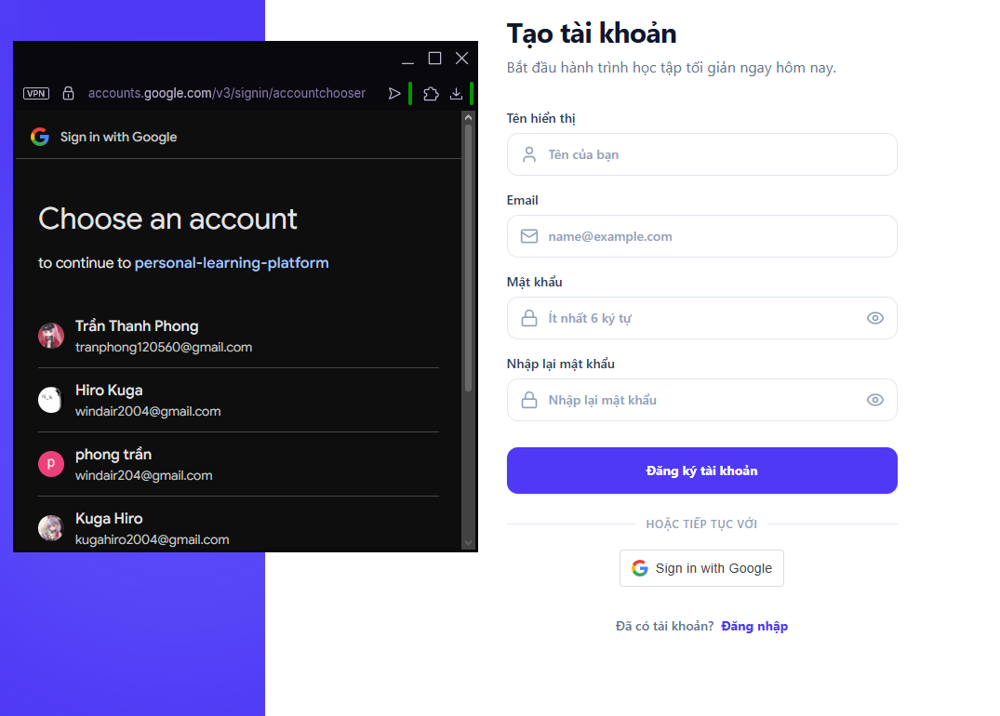 VPN
accounts.google.com/v3/signin/accountchooser
Sign in with Google
Choose an account
to continue to personal-learning-platform
Trần Thanh Phong
tranphong120560@gmail.com
Hiro Kuga
windair2004@gmail.com
P
phong trần
windair204@gmail.com
Kuga Hiro
kugahiro2004@gmail.com
Tạo tài khoản
Bắt đầu hành trình học tập tối giản ngay hôm nay.
Tên hiển thị
Tên của bạn
Email
name@example.com
Mật khẩu
Ít nhất 6 ký tự
Nhập lại mật khẩu
Nhập lại mật khẩu
Đăng ký tài khoản
HOẶC TIẾP TỤC VỚI
Sign in with Google
Đã có tài khoản? Đăng nhập